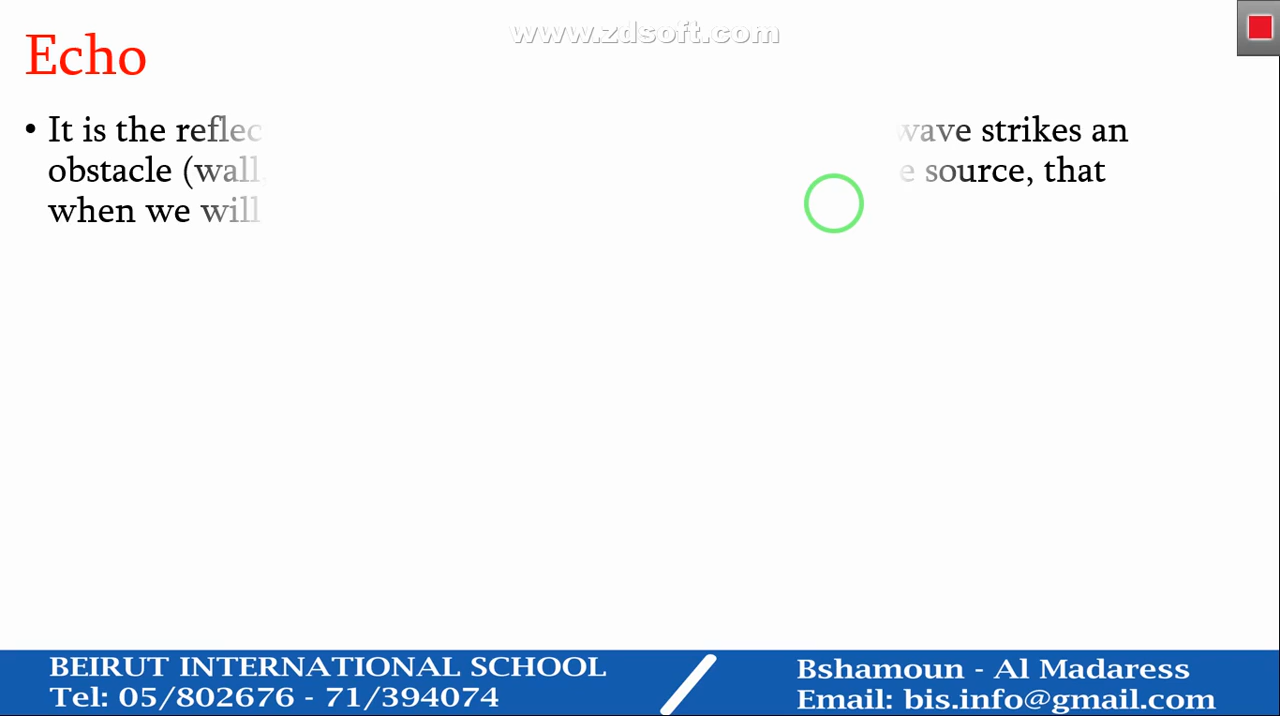 www.zdsoft.com
Echo
• It is the reflec wave strikes an
obstacle (wall, source, that
when we will
BEIRUT INTERNATIONAL SCHOOL
Tel: 05/802676 - 71/394074
Bshamoun - Al Madaress
Email: bis.info@gmail.com